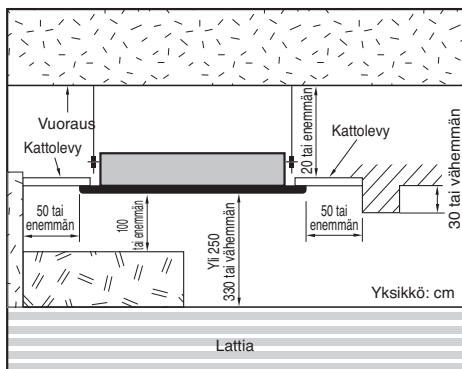 Vuoraus
Kattolevy
20 tai enemmän
Kattolevy
30 tai vähemmän
50 tai
enemmän
100
tai enemmän
Yli 250
330 tai vähemmän
50 tai
enemmän
Yksikkö: cm
Lattia